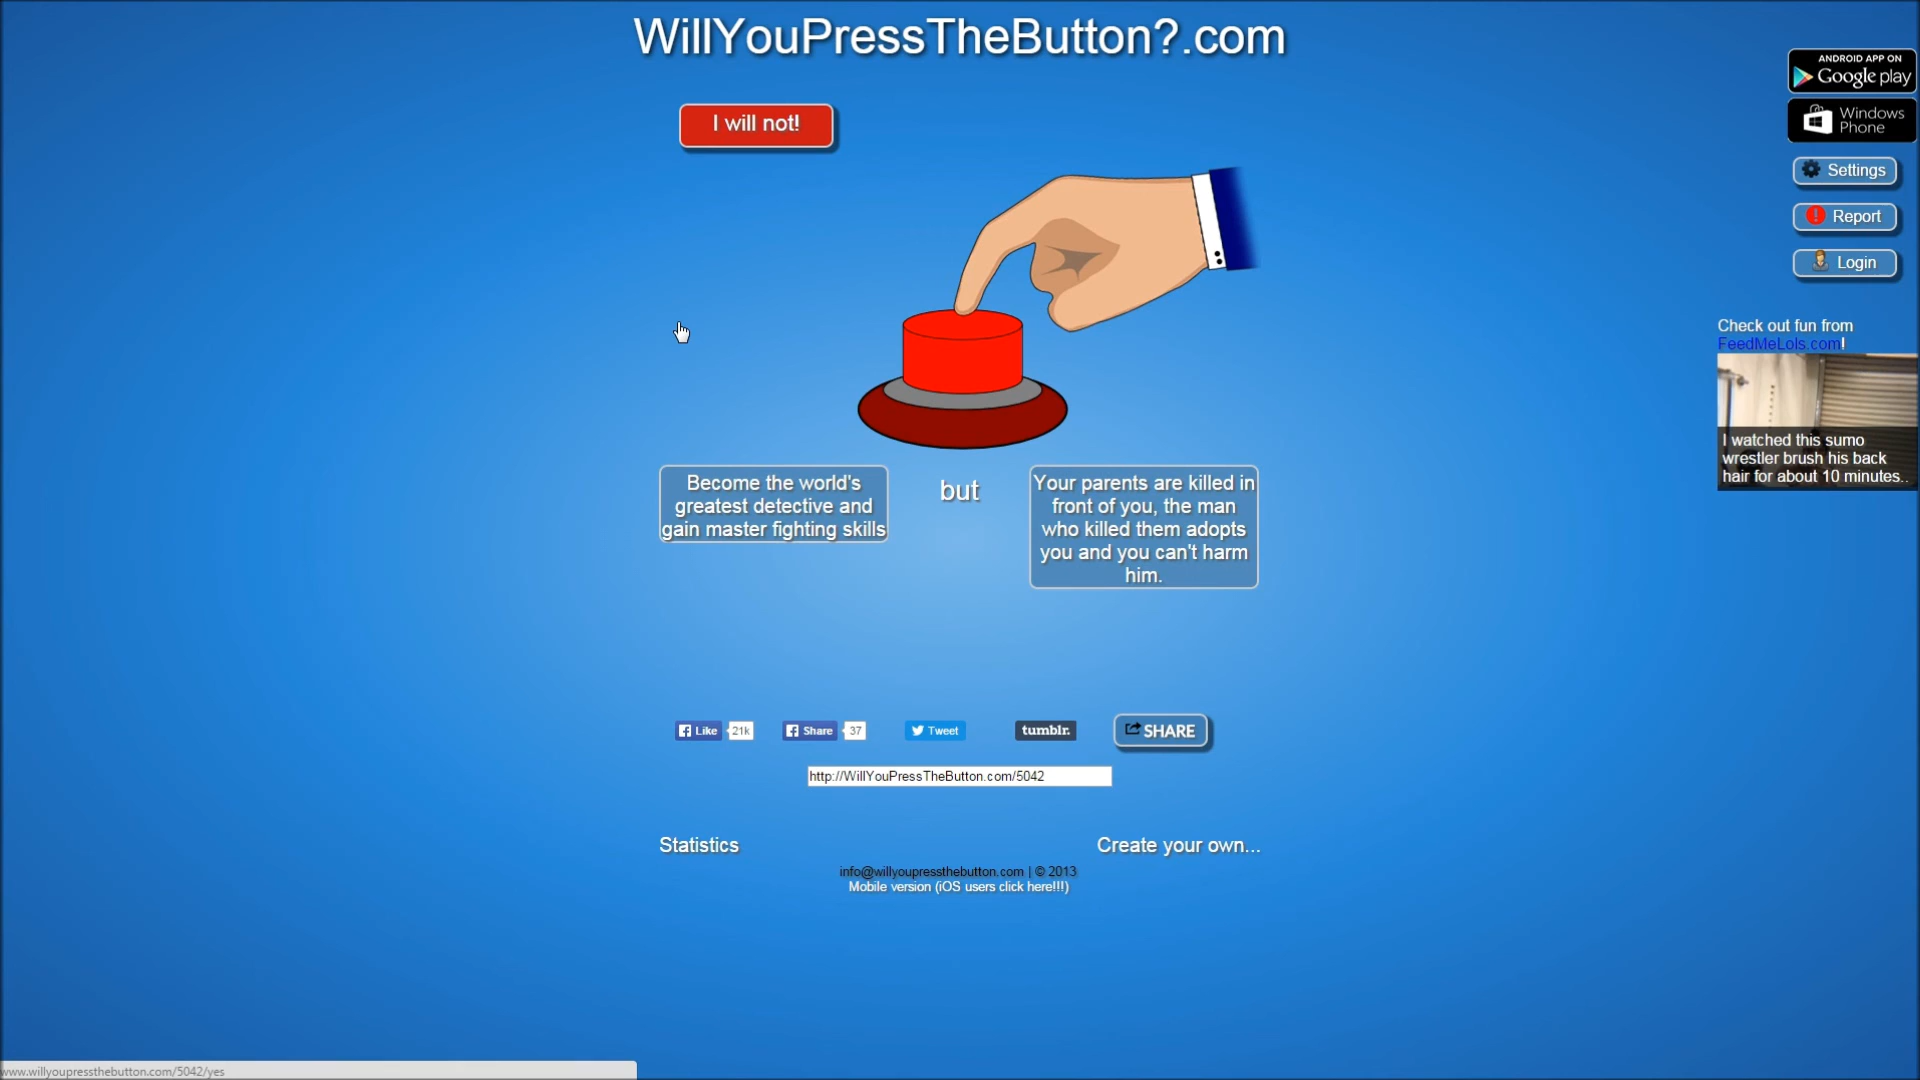 WillYouPressTheButton?.com
I will not!
ANDROID APP ON
Google play
Windows
Phone
Settings
Report
Login
Check out fun from
FeedMeLols.com!
I watched this sumo
wrestler brush his back
hair for about 10 minutes..
Become the world's
greatest detective and
gain master fighting skills
but
Your parents are killed in
front of you, the man
who killed them adopts
you and you can't harm
him.
Like 21k
Share 37
Tweet
tumblr.
SHARE
http://WillYouPressTheButton.com/5042
Statistics
Create your own...
info@willyoupressthebutton.com | © 2013
Mobile version (iOS users click here!!!)
www.willyoupressthebutton.com/5042/yes